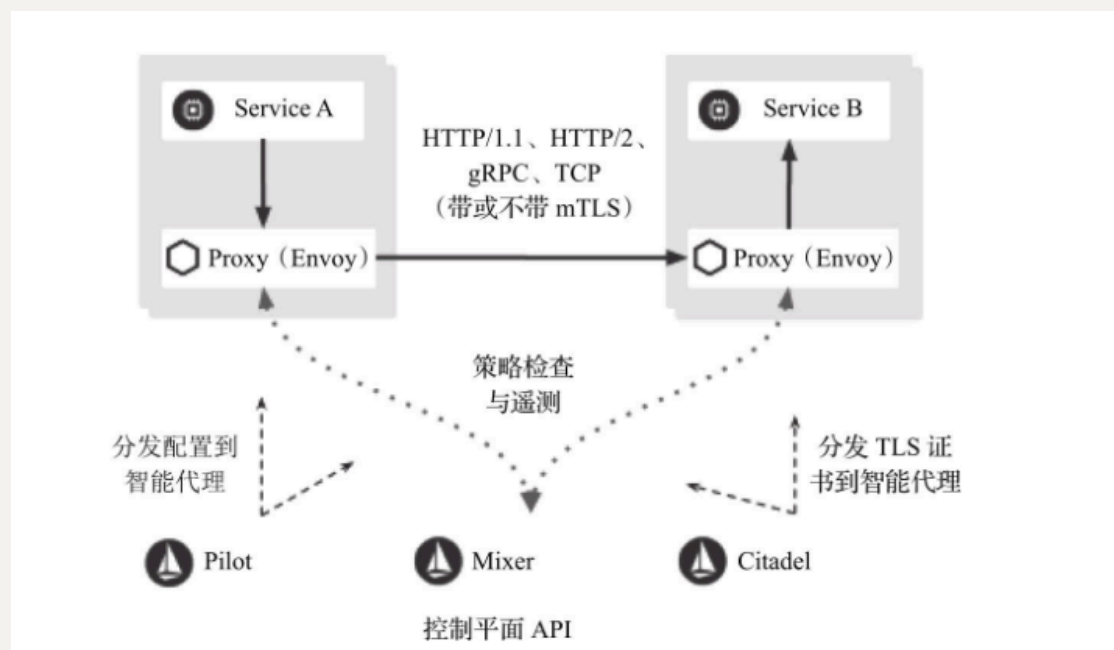 Service A
Service B
HTTP/1.1、HTTP/2、
gRPC、TCP
（带或不带 mTLS）
Proxy（Envoy）
Proxy（Envoy）
策略检查
与遥测
分发配置到
智能代理
分发 TLS 证
书到智能代理
Pilot
Mixer
Citadel
控制平面 API